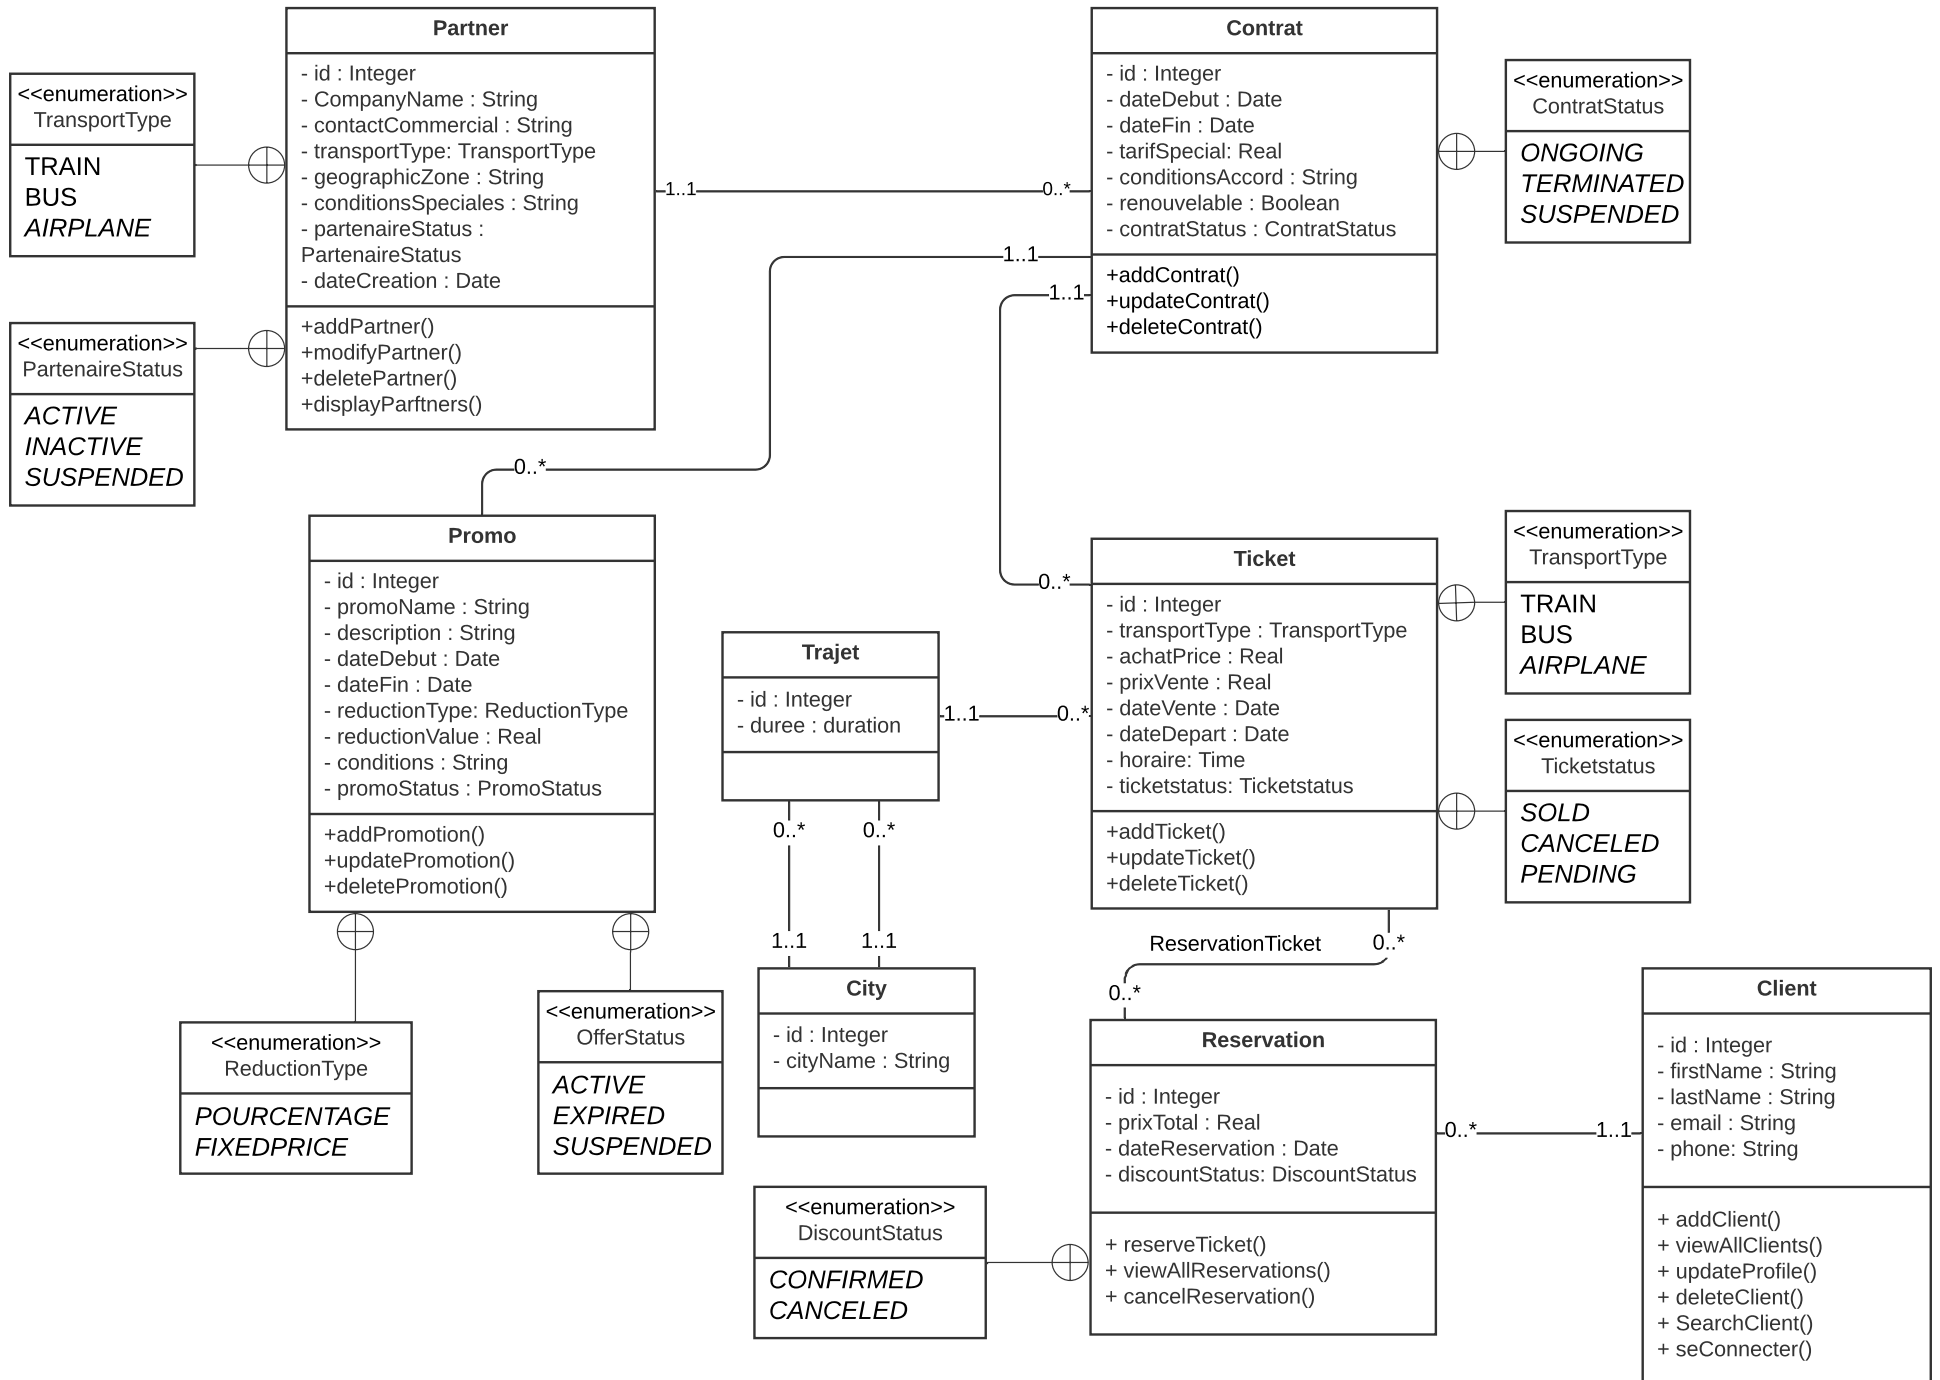 Partner
- id : Integer
- CompanyName : String
- contactCommercial : String
- transportType: TransportType
- geographicZone : String
- conditionsSpeciales : String
- partenaireStatus :
PartenaireStatus
- dateCreation : Date
+addPartner()
+modifyPartner()
+deletePartner()
+displayParftners()
<<enumeration>>
TransportType
TRAIN
BUS
AIRPLANE
<<enumeration>>
PartenaireStatus
ACTIVE
INACTIVE
SUSPENDED
1..1
0..*
Contrat
- id : Integer
- dateDebut : Date
- dateFin : Date
- tarifSpecial: Real
- conditionsAccord : String
- renouvelable : Boolean
- contratStatus : ContratStatus
+addContrat()
+updateContrat()
+deleteContrat()
<<enumeration>>
ContratStatus
ONGOING
TERMINATED
SUSPENDED
1..1
0..*
1..1
0..*
Promo
- id : Integer
- promoName : String
- description : String
- dateDebut : Date
- dateFin : Date
- reductionType: ReductionType
- reductionValue : Real
- conditions : String
- promoStatus : PromoStatus
+addPromotion()
+updatePromotion()
+deletePromotion()
<<enumeration>>
ReductionType
POURCENTAGE
FIXEDPRICE
<<enumeration>>
OfferStatus
ACTIVE
EXPIRED
SUSPENDED
Trajet
- id : Integer
- duree : duration
1..1
0..*
0..*
0..*
1..1
1..1
City
- id : Integer
- cityName : String
Ticket
- id : Integer
- transportType : TransportType
- achatPrice : Real
- prixVente : Real
- dateVente : Date
- dateDepart : Date
- horaire: Time
- ticketstatus: Ticketstatus
+addTicket()
+updateTicket()
+deleteTicket()
<<enumeration>>
TransportType
TRAIN
BUS
AIRPLANE
<<enumeration>>
Ticketstatus
SOLD
CANCELED
PENDING
ReservationTicket
0..*
0..*
Reservation
- id : Integer
- prixTotal : Real
- dateReservation : Date
- discountStatus: DiscountStatus
+ reserveTicket()
+ viewAllReservations()
+ cancelReservation()
<<enumeration>>
DiscountStatus
CONFIRMED
CANCELED
0..*
1..1
Client
- id : Integer
- firstName : String
- lastName : String
- email : String
- phone: String
+ addClient()
+ viewAllClients()
+ updateProfile()
+ deleteClient()
+ SearchClient()
+ seConnecter()